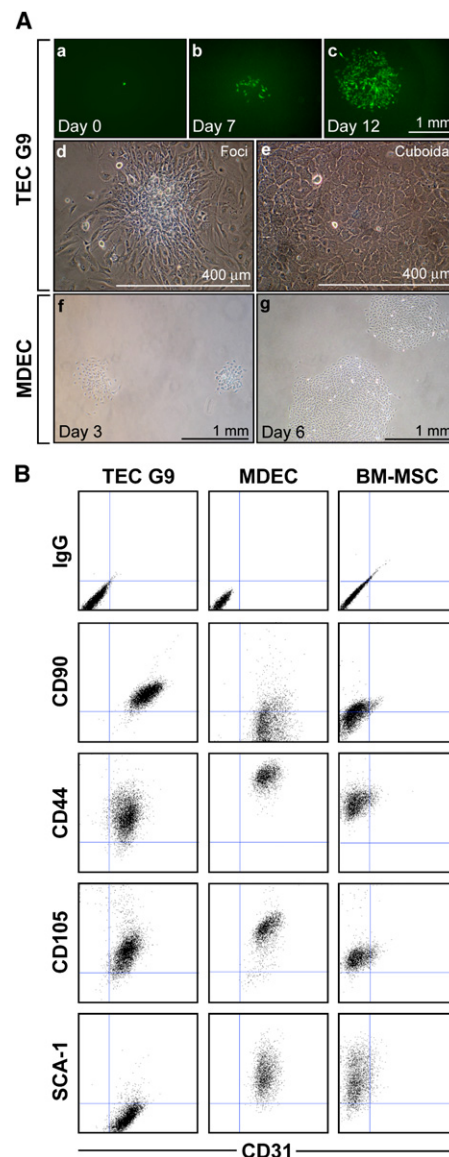 A
TEC G9
a
Day 0
b
Day 7
c
Day 12
1 mm
d
Foci
400 µm
e
Cuboida
400 µm
MDEC
f
Day 3
1 mm
g
Day 6
1 mm
B
TEC G9 MDEC BM-MSC
IgG
CD90
CD44
CD105
SCA-1
CD31